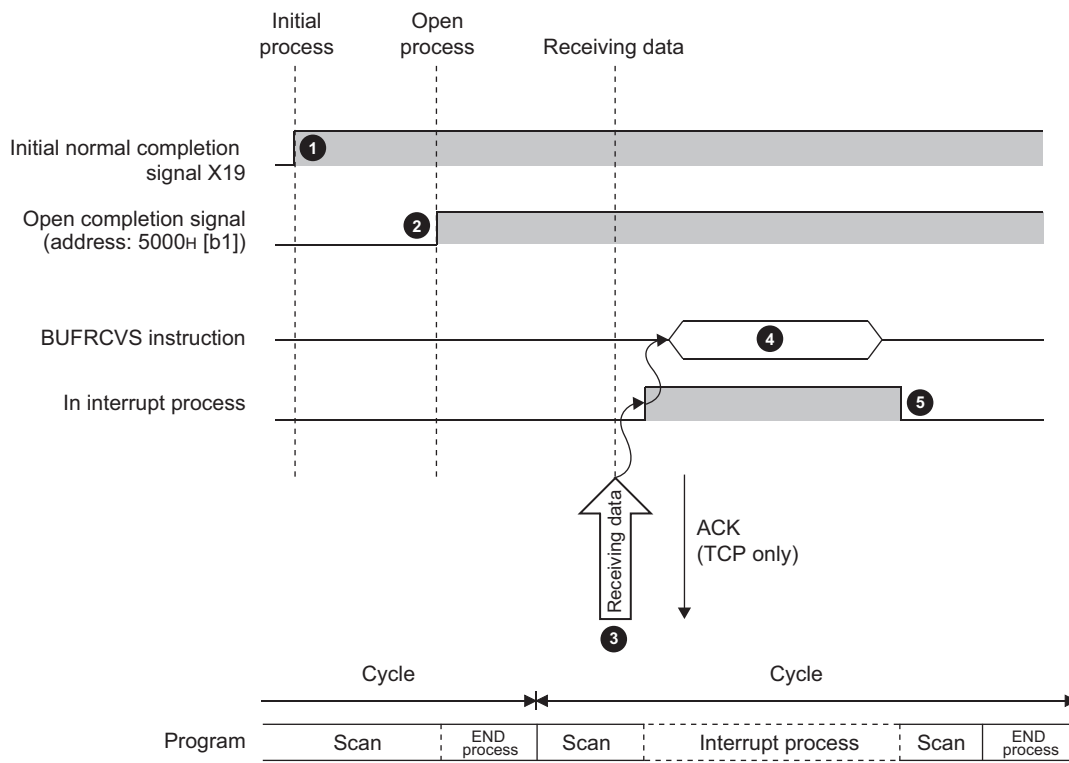 Initial
process
Open
process
Receiving data
Initial normal completion
signal X19
1
Open completion signal
(address: 5000H [b1])
2
BUFRCVS instruction
4
In interrupt process
5
Receiving data
ACK
(TCP only)
3
Cycle
Cycle
Program
Scan
END
process
Scan
Interrupt process
Scan
END
process